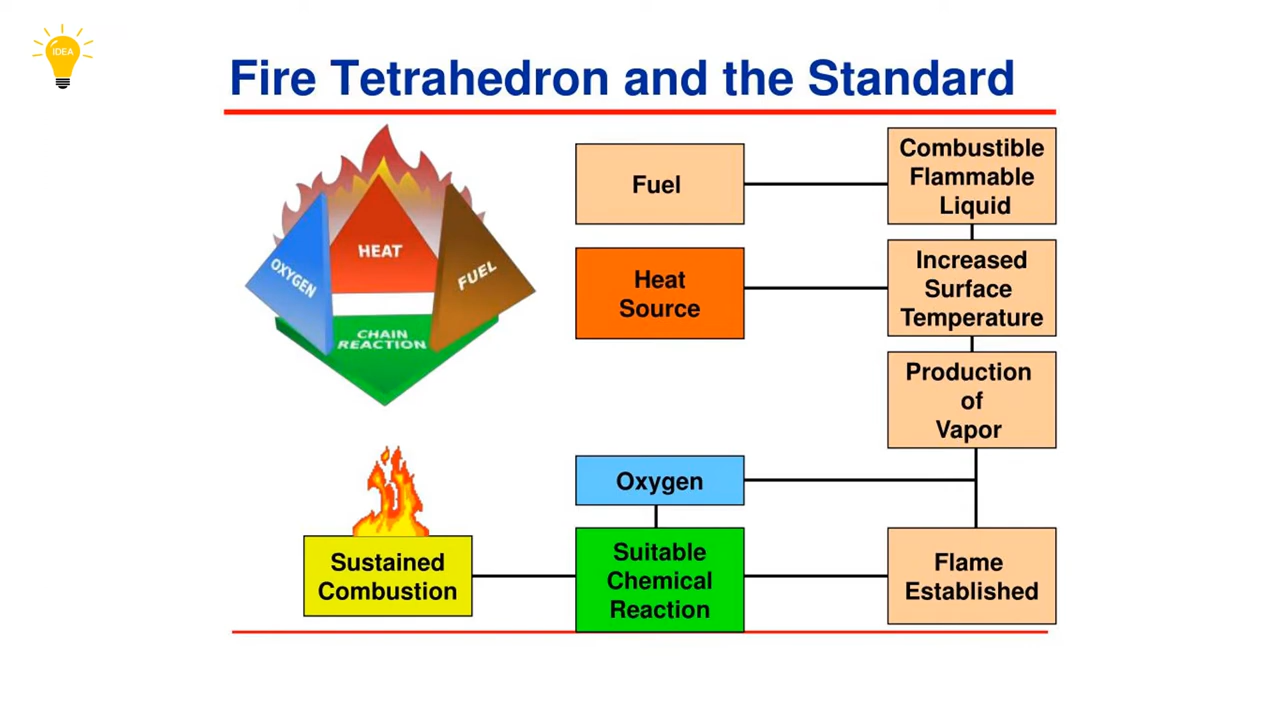 IDEA
Fire Tetrahedron and the Standard
OXYGEN
HEAT
FUEL
CHAIN
REACTION
Fuel
Combustible
Flammable
Liquid
Heat
Source
Increased
Surface
Temperature
Production
of
Vapor
Oxygen
Sustained
Combustion
Suitable
Chemical
Reaction
Flame
Established